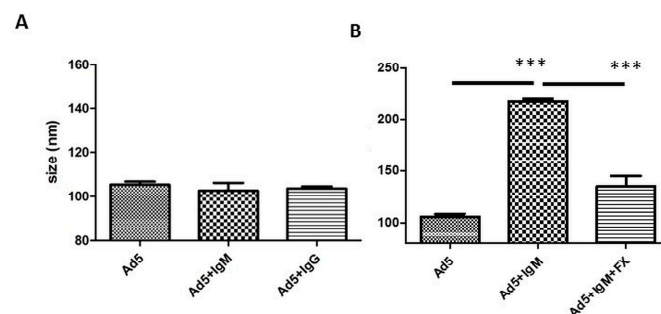 A
160
140
120
100
80
size (nm)
Ad5
Ad5+IgM
Ad5+IgG
B
*** ***
250
200
150
100
Ad5
Ad5+IgM
Ad5+IgM+FX